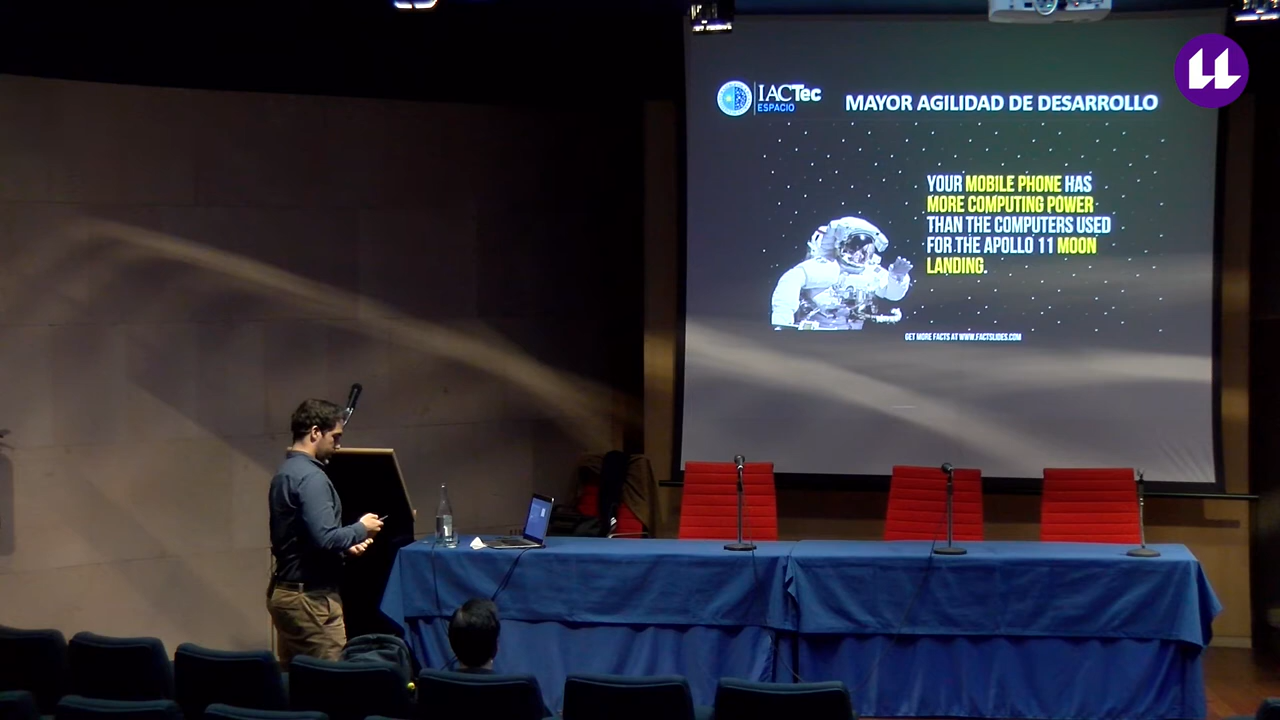 IACTec
ESPACIO
MAYOR AGILIDAD DE DESARROLLO
YOUR MOBILE PHONE HAS
MORE COMPUTING POWER
THAN THE COMPUTERS USED
FOR THE APOLLO 11 MOON
LANDING.
GET MORE FACTS AT WWW.FACTSLIDES.COM